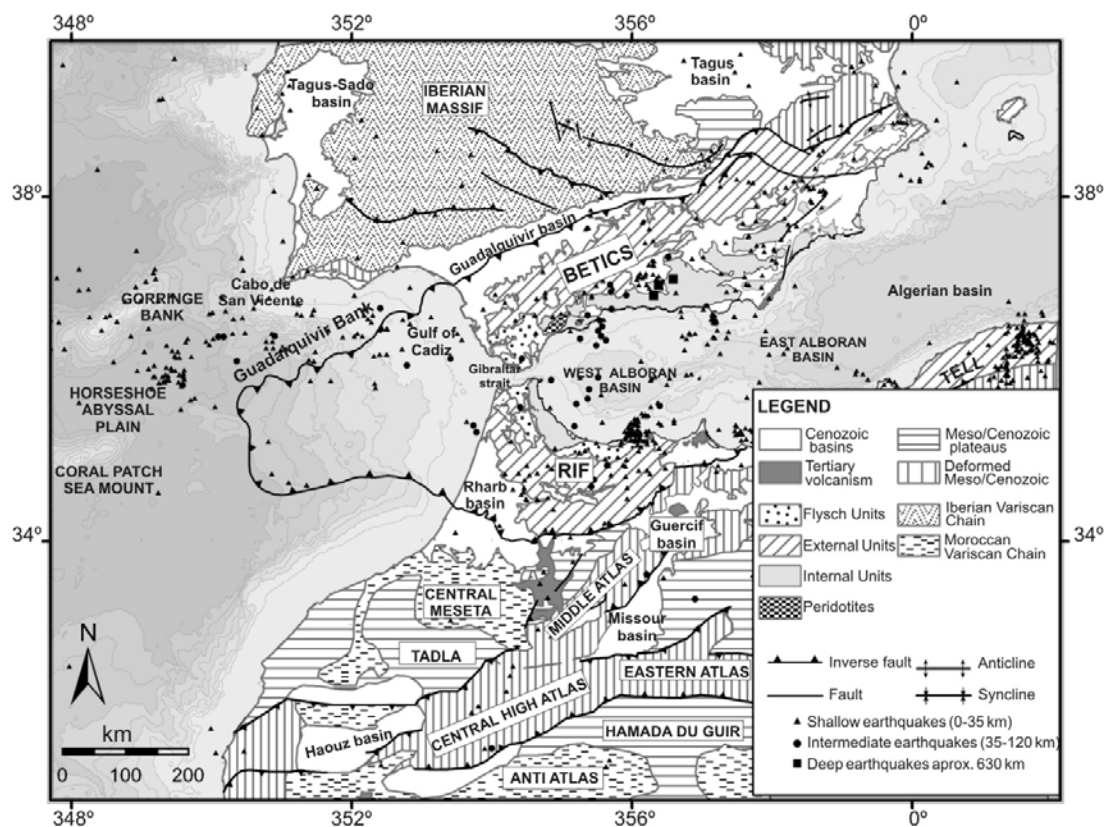 348º 352º 356º 0º
Tagus-Sado
basin
IBERIAN
MASSIF
Tagus
basin
38º 38º
Guadalquivir basin
BETICS
Cabo de
San Vicente
GORRINGE
BANK
Guadalquivir Bank
Gulf of
Cadiz
Algerian basin
EAST ALBORAN
BASIN
Gibraltar
strait
WEST ALBORAN
BASIN
TELL
HORSESHOE
ABYSSAL
PLAIN
CORAL PATCH
SEA MOUNT
RIF
Rharb
basin
Guercif
basin
34º 34º
CENTRAL
MESETA
MIDDLE ATLAS
Missour
basin
TADLA
EASTERN ATLAS
CENTRAL HIGH ATLAS
HAMADA DU GUIR
Haouz basin
ANTI ATLAS
N
km
0 100 200
LEGEND
Cenozoic
basins
Tertiary
volcanism
Flysch Units
External Units
Internal Units
Peridotites
Meso/Cenozoic
plateaus
Deformed
Meso/Cenozoic
Iberian Variscan
Chain
Moroccan
Variscan Chain
Inverse fault
Anticline
Fault
Syncline
Shallow earthquakes (0-35 km)
Intermediate earthquakes (35-120 km)
Deep earthquakes aprox. 630 km
348º 352º 356º 0º